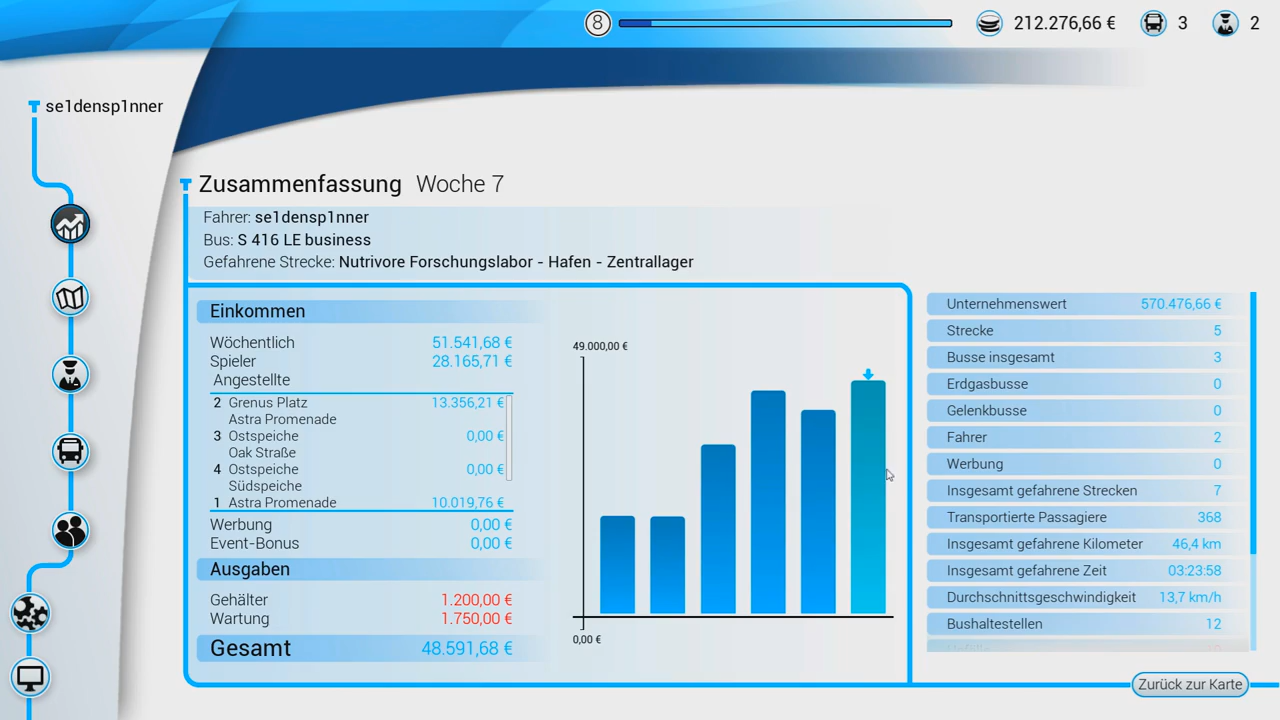 8
212.276,66 €
3
2
se1densp1nner
Zusammenfassung Woche 7
Fahrer: se1densp1nner
Bus: S 416 LE business
Gefahrene Strecke: Nutrivore Forschungslabor - Hafen - Zentrallager
Einkommen
Wöchentlich 51.541,68 €
Spieler 28.165,71 €
Angestellte
2 Grenus Platz 13.356,21 €
Astra Promenade
3 Ostspeiche 0,00 €
Oak Straße
4 Ostspeiche 0,00 €
Südspeiche
1 Astra Promenade 10.019,76 €
Werbung 0,00 €
Event-Bonus 0,00 €
Ausgaben
Gehälter 1.200,00 €
Wartung 1.750,00 €
Gesamt 48.591,68 €
49.000,00 €
0,00 €
Unternehmenswert 570.476,66 €
Strecke 5
Busse insgesamt 3
Erdgasbusse 0
Gelenkbusse 0
Fahrer 2
Werbung 0
Insgesamt gefahrene Strecken 7
Transportierte Passagiere 368
Insgesamt gefahrene Kilometer 46,4 km
Insgesamt gefahrene Zeit 03:23:58
Durchschnittsgeschwindigkeit 13,7 km/h
Bushaltestellen 12
Zurück zur Karte